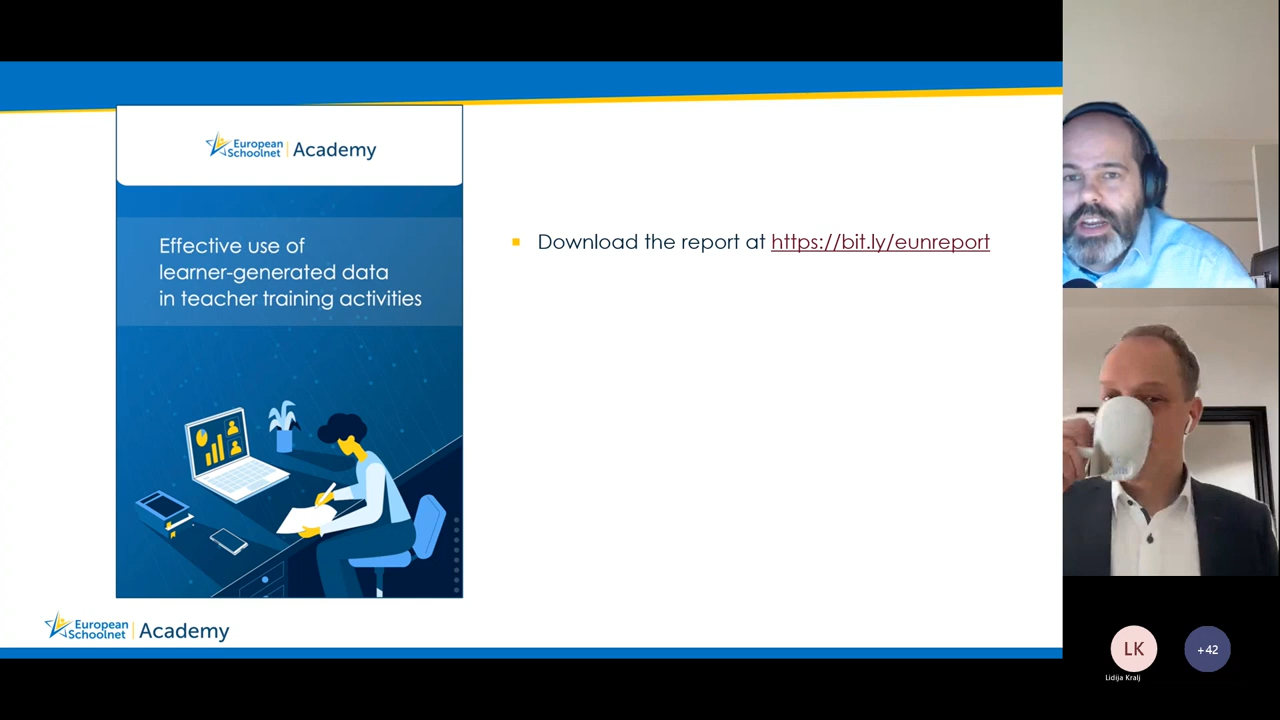 European
Schoolnet
Academy
Effective use of
learner-generated data
in teacher training activities
Download the report at https://bit.ly/eunreport
European
Schoolnet
Academy
LK
+42
Lidija Kralj